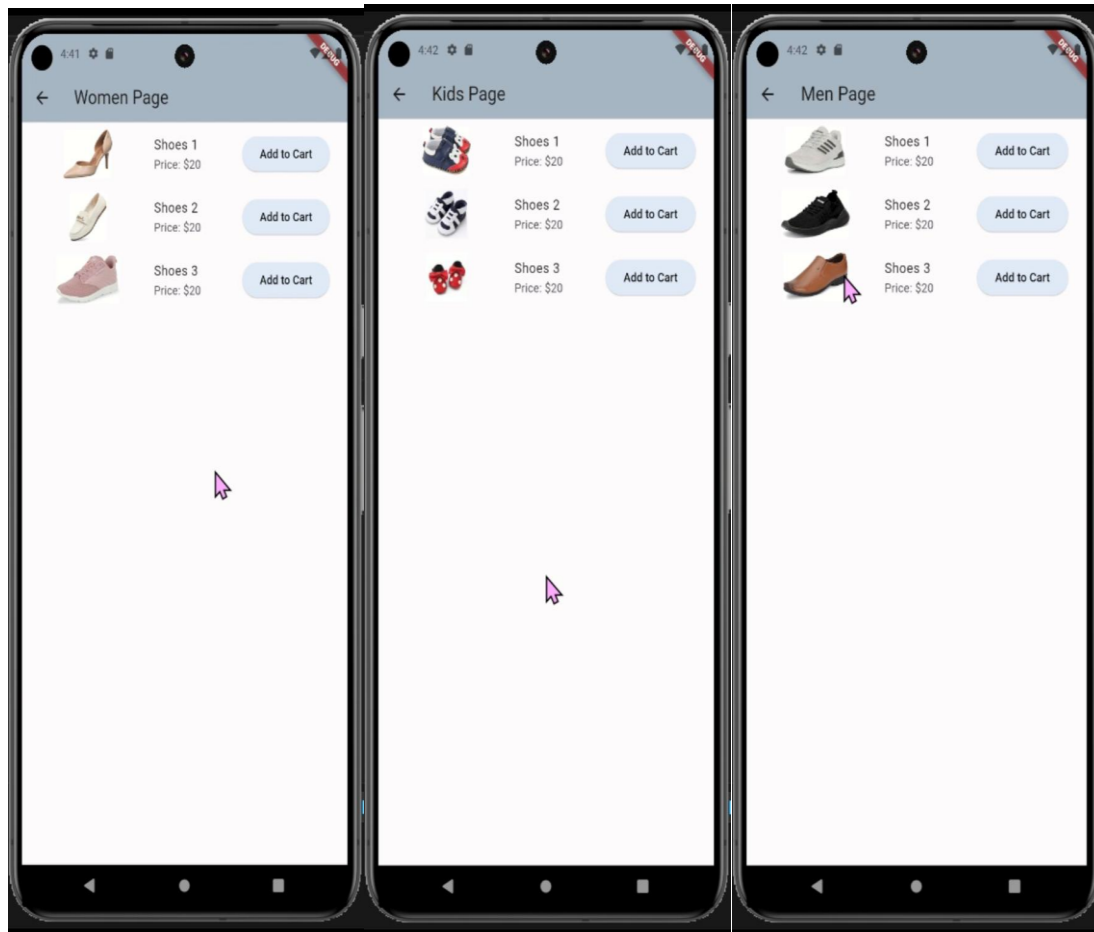 4:41
DEBUG
Women Page
Shoes 1
Price: $20
Add to Cart
Shoes 2
Price: $20
Add to Cart
Shoes 3
Price: $20
Add to Cart
4:42
DEBUG
Kids Page
Shoes 1
Price: $20
Add to Cart
Shoes 2
Price: $20
Add to Cart
Shoes 3
Price: $20
Add to Cart
4:42
DEBUG
Men Page
Shoes 1
Price: $20
Add to Cart
Shoes 2
Price: $20
Add to Cart
Shoes 3
Price: $20
Add to Cart